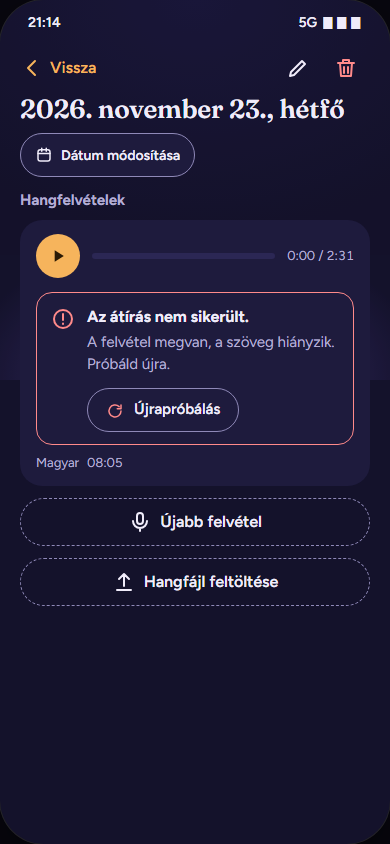 21:14
5G
Vissza
2026. november 23., hétfő
Dátum módosítása
Hangfelvételek
0:00 / 2:31
Az átírás nem sikerült.
A felvétel megvan, a szöveg hiányzik.
Próbáld újra.
Újrapróbálás
Magyar 08:05
Újabb felvétel
Hangfájl feltöltése